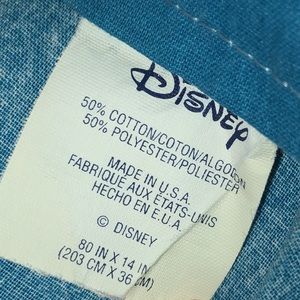 Disney
50% COTTON/COTON/ALGODON
50% POLYESTER/POLIESTER
MADE IN U.S.A.
FABRIQUE AUX ETATS-UNIS
HECHO EN E.U.A.
© DISNEY
80 IN X 14 IN
(203 CM X 36 CM)